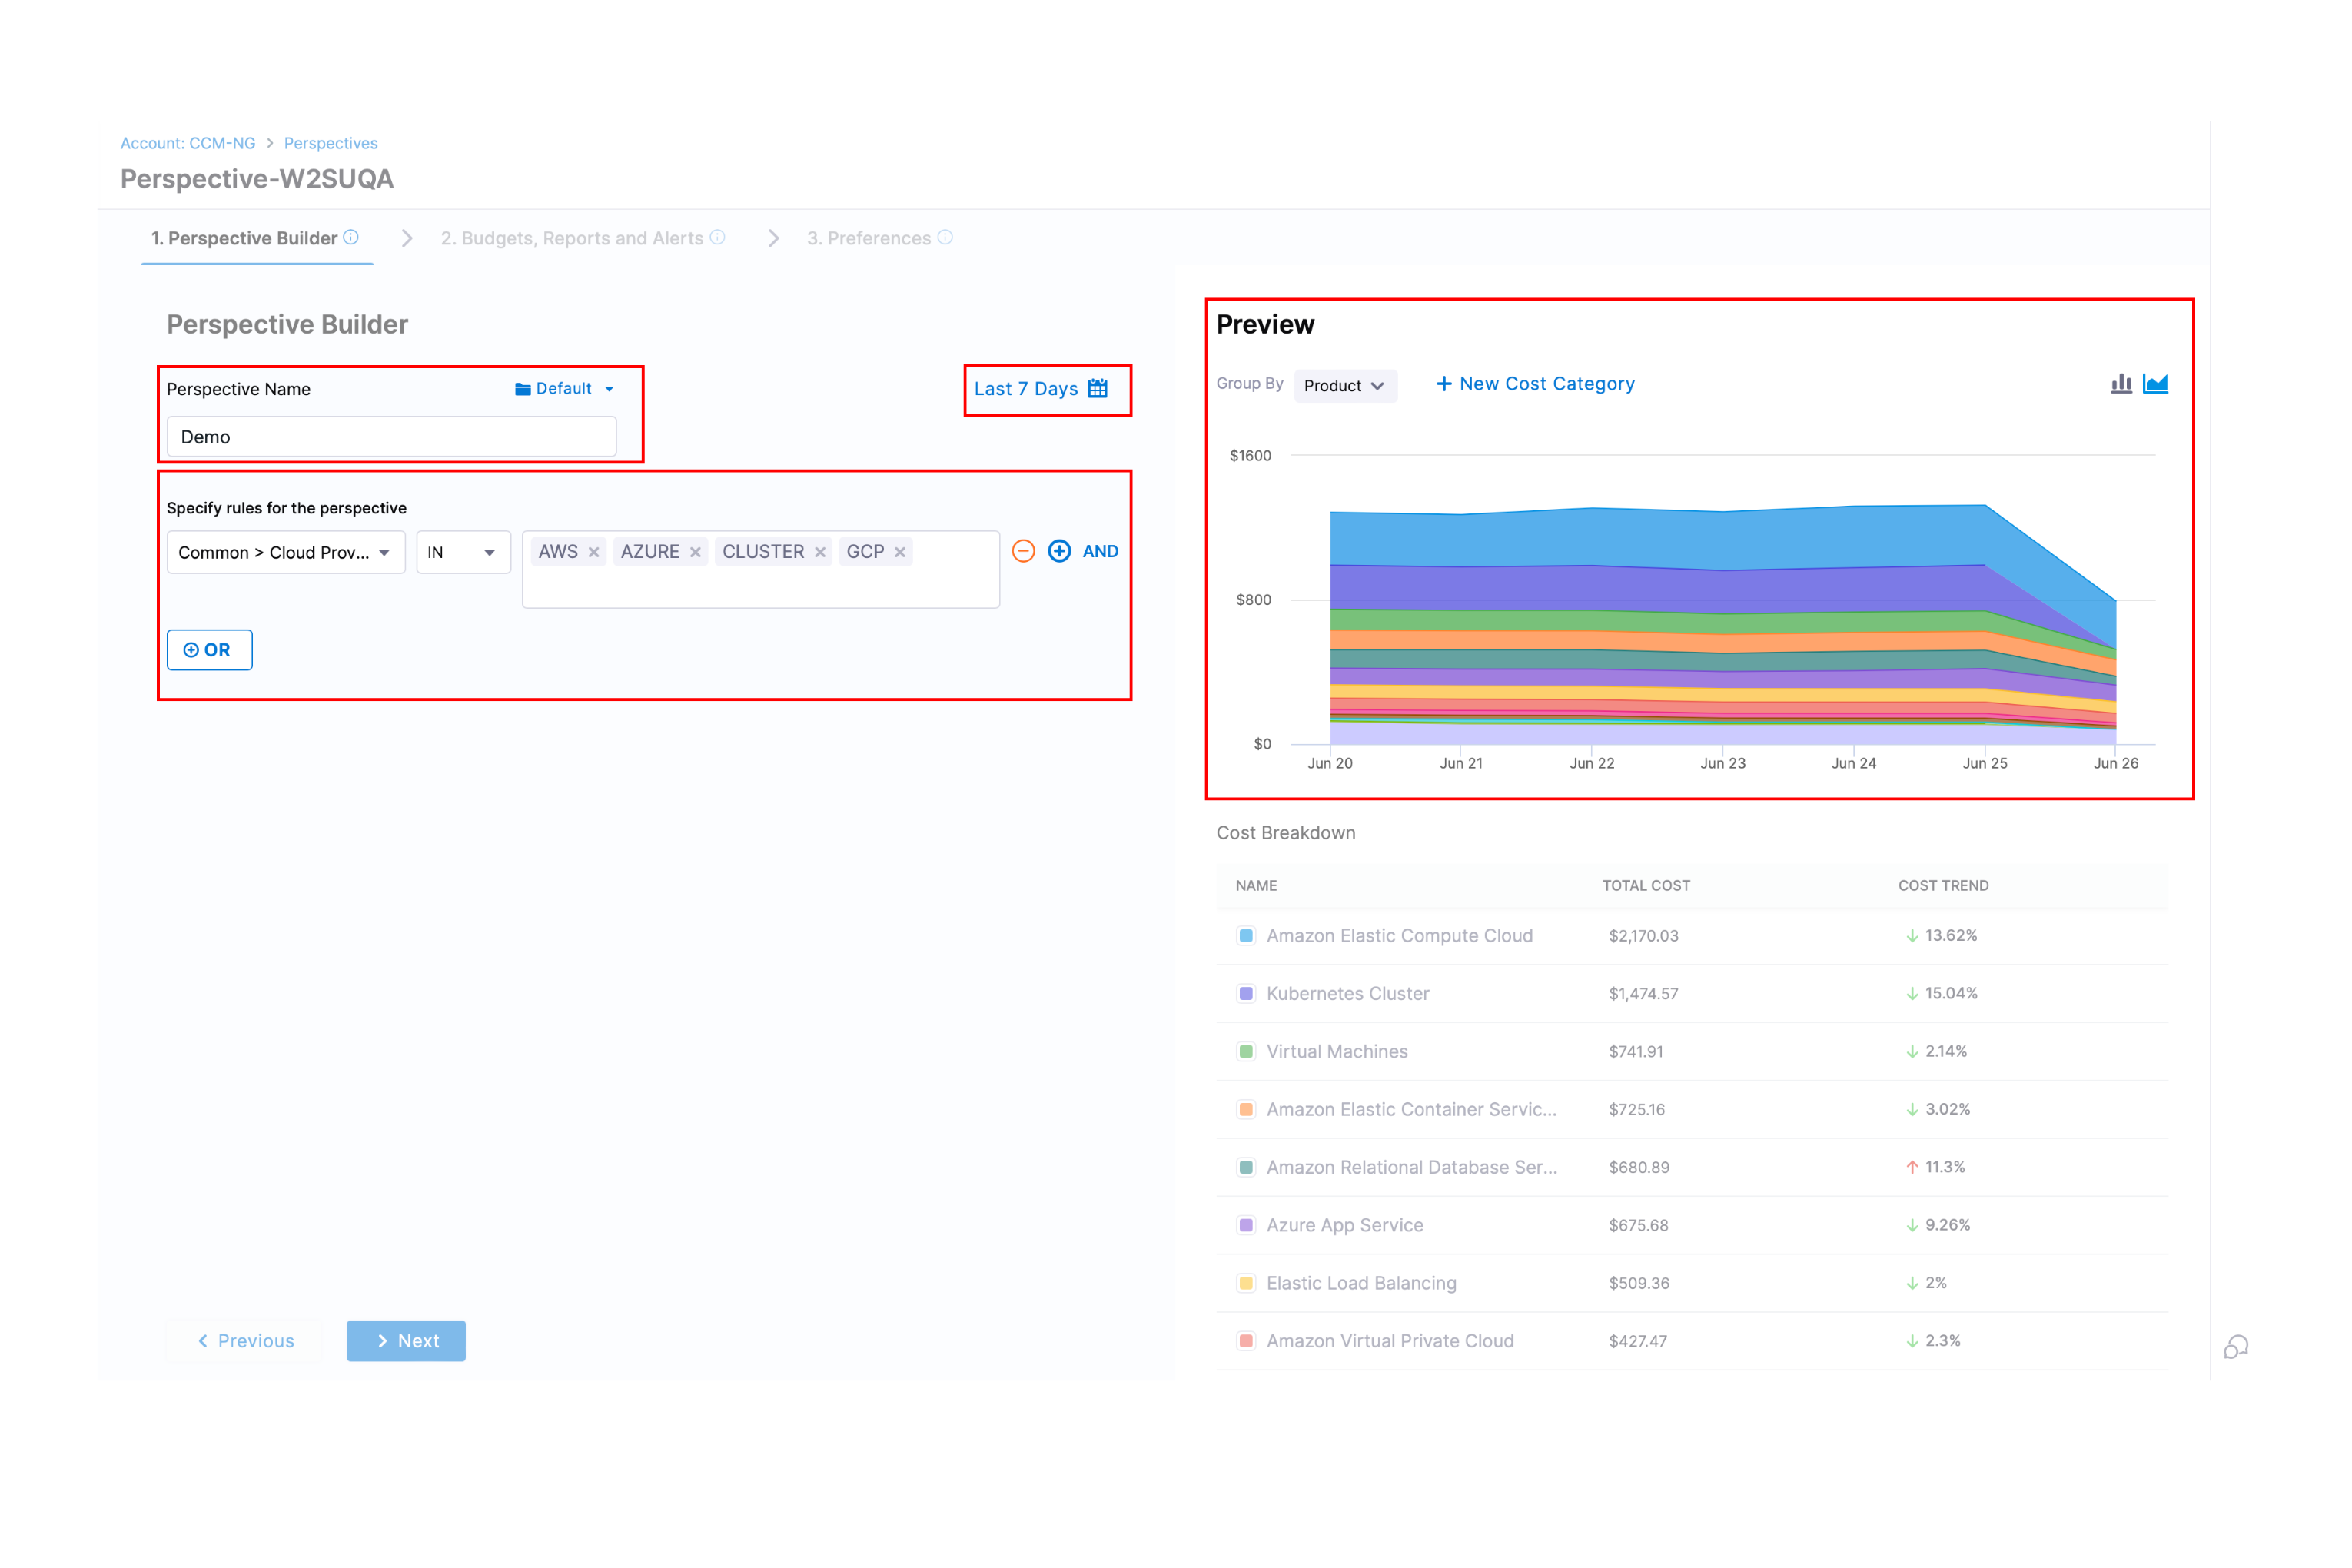 Account: CCM-NG > Perspectives
Perspective-W2SUQA
1. Perspective Builder > 2. Budgets, Reports and Alerts > 3. Preferences
Perspective Builder
Perspective Name Default
Last 7 Days
Demo
Specify rules for the perspective
Common > Cloud Prov... IN AWS × AZURE × CLUSTER × GCP × AND
OR
< Previous > Next
Preview
Group By Product + New Cost Category
$1600
$800
$0
Jun 20 Jun 21 Jun 22 Jun 23 Jun 24 Jun 25 Jun 26
Cost Breakdown
NAME TOTAL COST COST TREND
Amazon Elastic Compute Cloud $2,170.03 ↓ 13.62%
Kubernetes Cluster $1,474.57 ↓ 15.04%
Virtual Machines $741.91 ↓ 2.14%
Amazon Elastic Container Servic... $725.16 ↓ 3.02%
Amazon Relational Database Ser... $680.89 ↑ 11.3%
Azure App Service $675.68 ↓ 9.26%
Elastic Load Balancing $509.36 ↓ 2%
Amazon Virtual Private Cloud $427.47 ↓ 2.3%